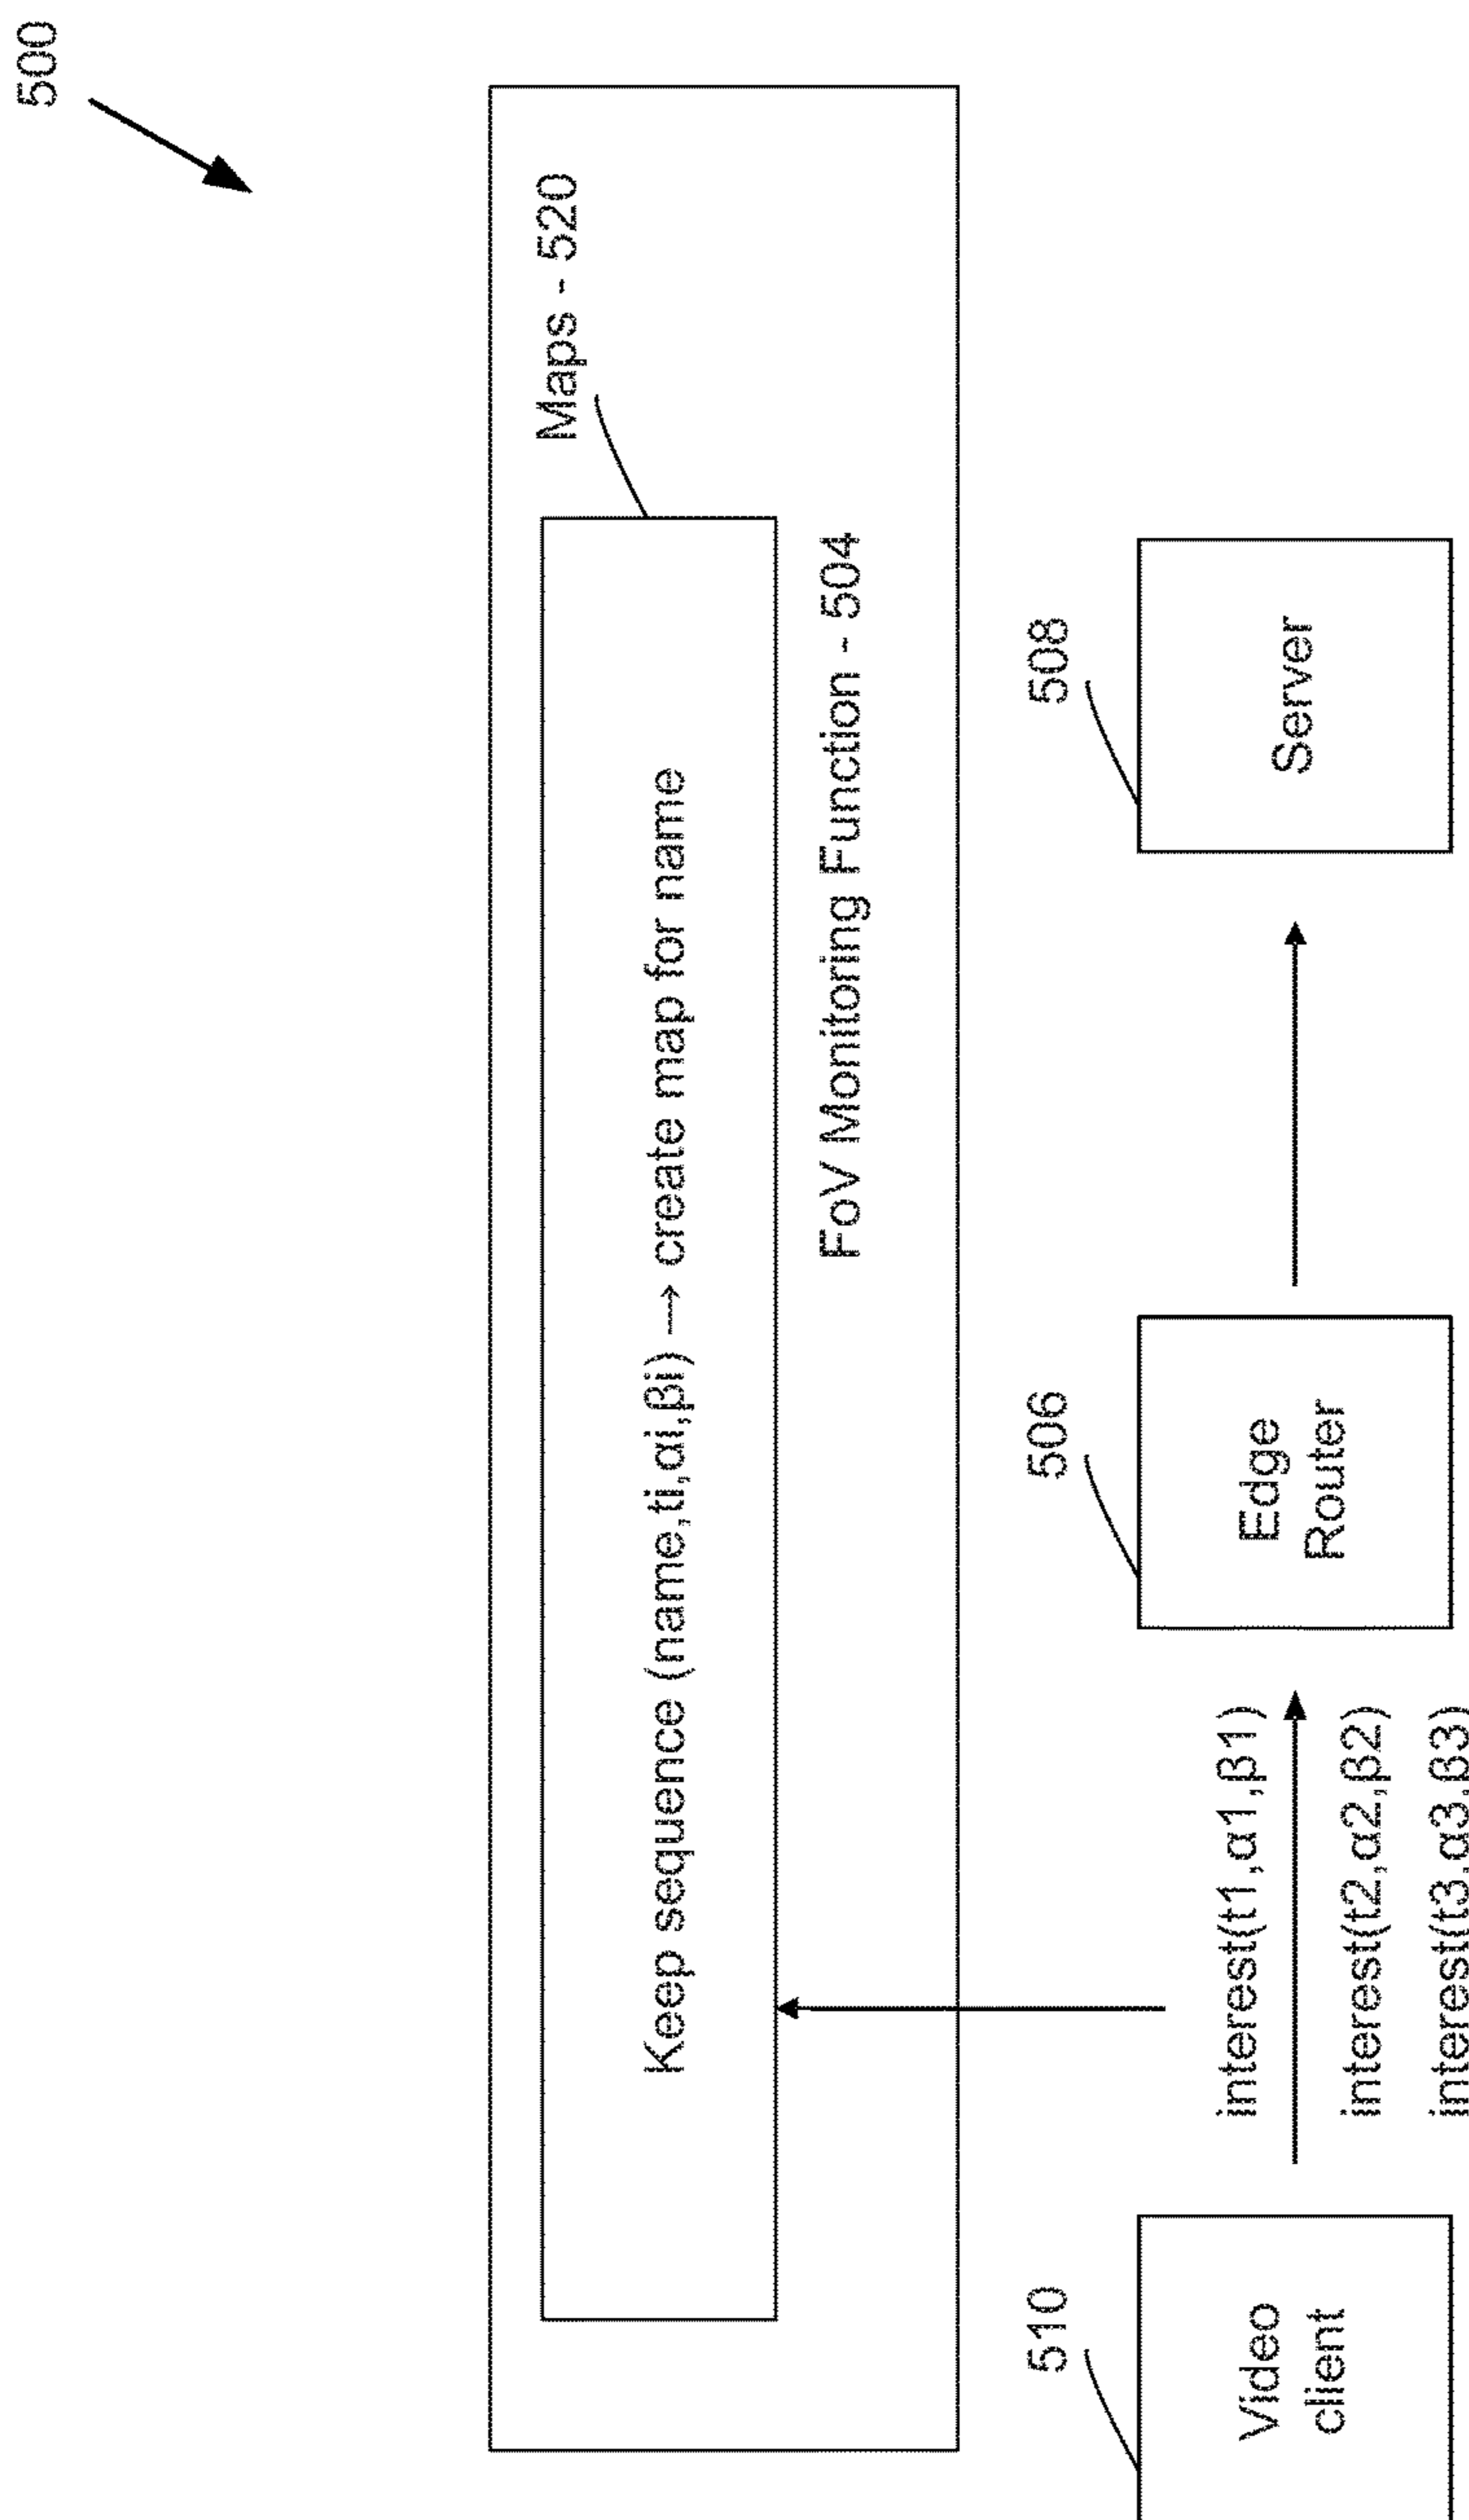 500
Maps - 520
Keep sequence (name,ti,αi,βi) → create map for name
FoV Monitoring Function - 504
510
506
508
Video
client
interest(t1,α1,β1)
interest(t2,α2,β2)
interest(t3,α3,β3)
Edge
Router
Server